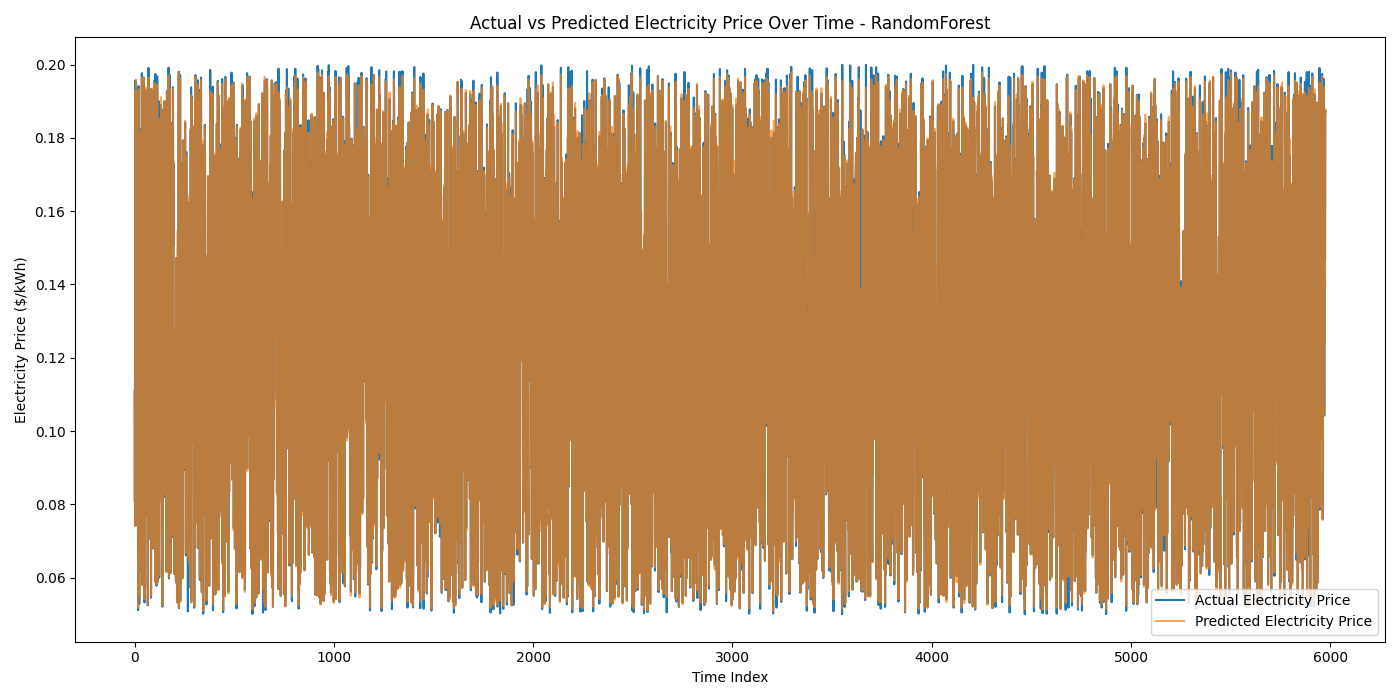 Actual vs Predicted Electricity Price Over Time - RandomForest
Electricity Price ($/kWh)
0.20
0.18
0.16
0.14
0.12
0.10
0.08
0.06
Actual Electricity Price
Predicted Electricity Price
0 1000 2000 3000 4000 5000 6000
Time Index